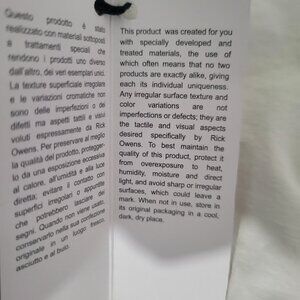 Questo prodotto è stato
realizzato con materiali sottoposti
a trattamenti speciali che
rendono i prodotti uno diverso
dall'altro, dei veri esemplari unici.
La texture superficiale irregolare
e le variazioni cromatiche non
sono delle imperfezioni o dei
difetti ma aspetti tattili e visivi
voluti espressamente da Rick
Owens. Per preservare al meglio
la qualità del prodotto, protegger-
lo da una esposizione eccessiva
al calore, all'umidità e alla luce
diretta, evitare il contatto con
superfici irregolari o appuntite
che potrebbero lasciare dei
segni. Quando non viene usato,
conservarlo nella sua confezione
originale in un luogo fresco,
asciutto e al buio.
This product was created for you
with specially developed and
treated materials, the use of
which often means that no two
products are exactly alike, giving
each its individual uniqueness.
Any irregular surface texture and
color variations are not
imperfections or defects; they are
the tactile and visual aspects
desired specifically by Rick
Owens. To best maintain the
quality of this product, protect it
from overexposure to heat,
humidity, moisture and direct
light, and avoid sharp or irregular
surfaces, which could leave a
mark. When not in use, store in
its original packaging in a cool,
dark, dry place.